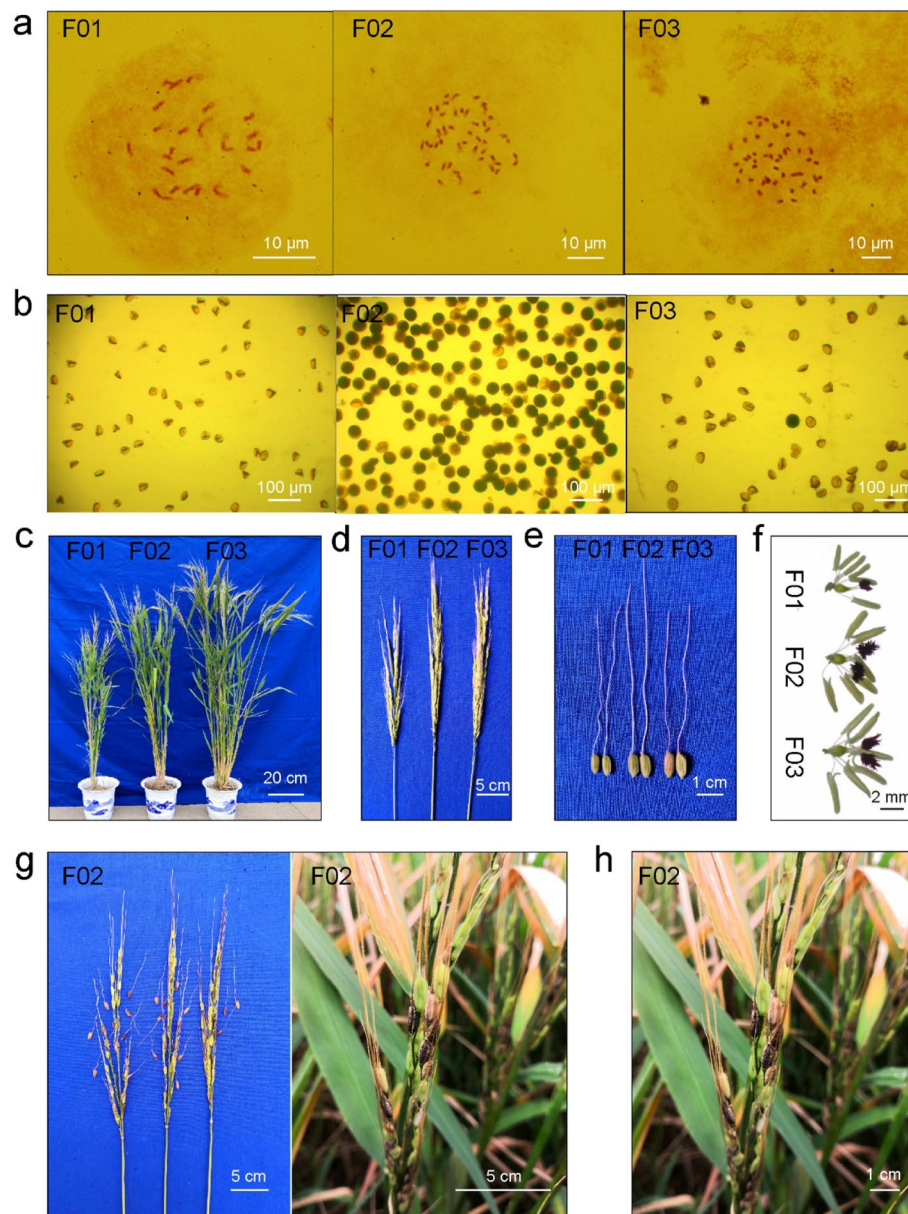 a F01 F02 F03
10 µm 10 µm 10 µm
b F01 F02 F03
100 µm 100 µm 100 µm
c F01 F02 F03
20 cm
d F01 F02 F03
5 cm
e F01 F02 F03
1 cm
f
F01
F02
F03
2 mm
g F02 F02
5 cm 5 cm
h F02
1 cm